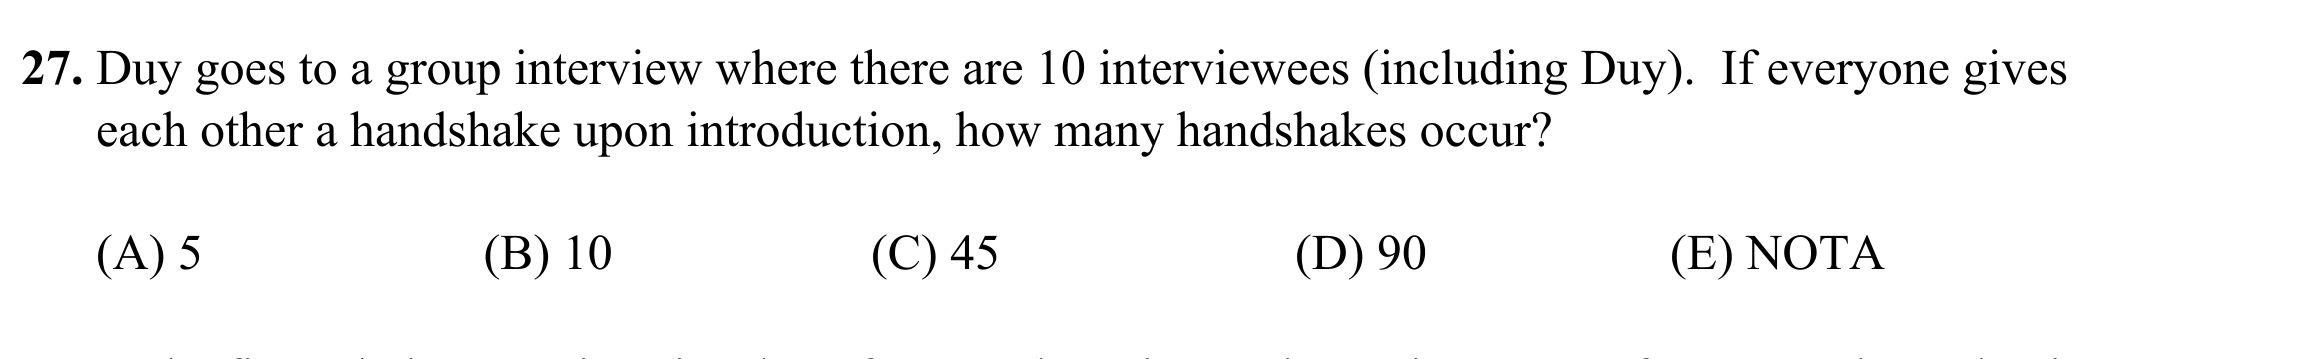 27. Duy goes to a group interview where there are 10 interviewees (including Duy). If everyone gives
each other a handshake upon introduction, how many handshakes occur?
(A) 5 (B) 10 (C) 45 (D) 90 (E) NOTA